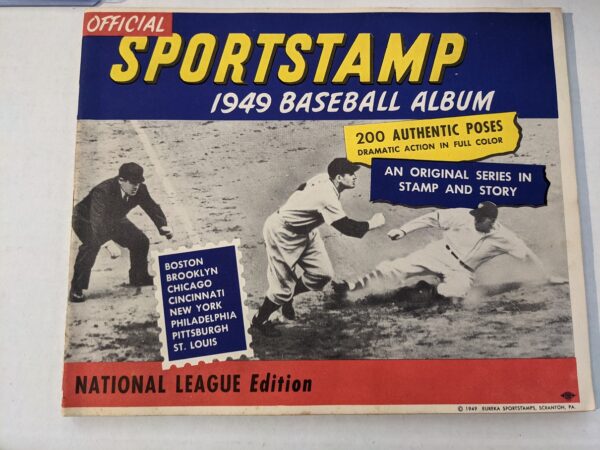 OFFICIAL
SPORTSTAMP
1949 BASEBALL ALBUM
200 AUTHENTIC POSES
DRAMATIC ACTION IN FULL COLOR
AN ORIGINAL SERIES IN
STAMP AND STORY
BOSTON
BROOKLYN
CHICAGO
CINCINNATI
NEW YORK
PHILADELPHIA
PITTSBURGH
ST. LOUIS
NATIONAL LEAGUE Edition
© 1949 EUREKA SPORTSTAMPS, SCRANTON, PA.